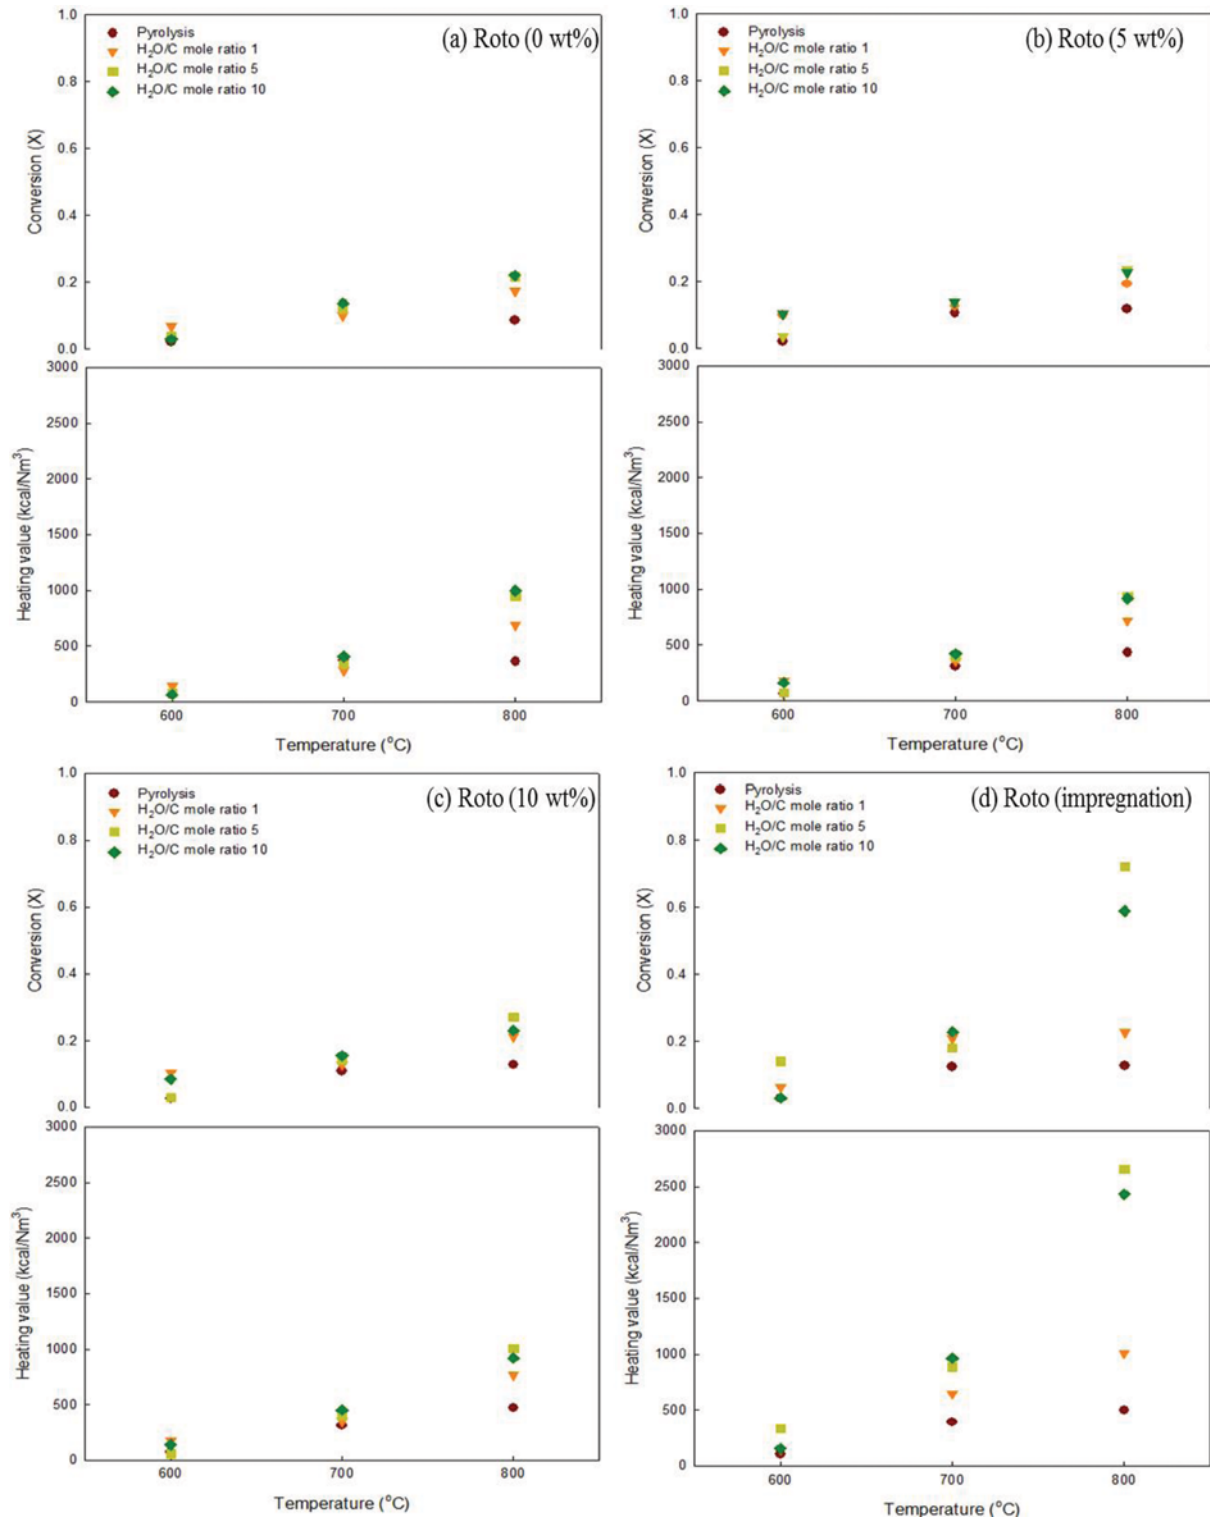 (a) Roto (0 wt%)
Pyrolysis
H₂O/C mole ratio 1
H₂O/C mole ratio 5
H₂O/C mole ratio 10
1.0
0.8
0.6
0.4
0.2
0.0
Conversion (X)
3000
2500
2000
1500
1000
500
0
Heating value (kcal/Nm³)
600
700
800
Temperature (°C)
(b) Roto (5 wt%)
Pyrolysis
H₂O/C mole ratio 1
H₂O/C mole ratio 5
H₂O/C mole ratio 10
1.0
0.8
0.6
0.4
0.2
0.0
Conversion (X)
3000
2500
2000
1500
1000
500
0
Heating value (kcal/Nm³)
600
700
800
Temperature (°C)
(c) Roto (10 wt%)
Pyrolysis
H₂O/C mole ratio 1
H₂O/C mole ratio 5
H₂O/C mole ratio 10
1.0
0.8
0.6
0.4
0.2
0.0
Conversion (X)
3000
2500
2000
1500
1000
500
0
Heating value (kcal/Nm³)
600
700
800
Temperature (°C)
(d) Roto (impregnation)
Pyrolysis
H₂O/C mole ratio 1
H₂O/C mole ratio 5
H₂O/C mole ratio 10
1.0
0.8
0.6
0.4
0.2
0.0
Conversion (X)
3000
2500
2000
1500
1000
500
0
Heating value (kcal/Nm³)
600
700
800
Temperature (°C)